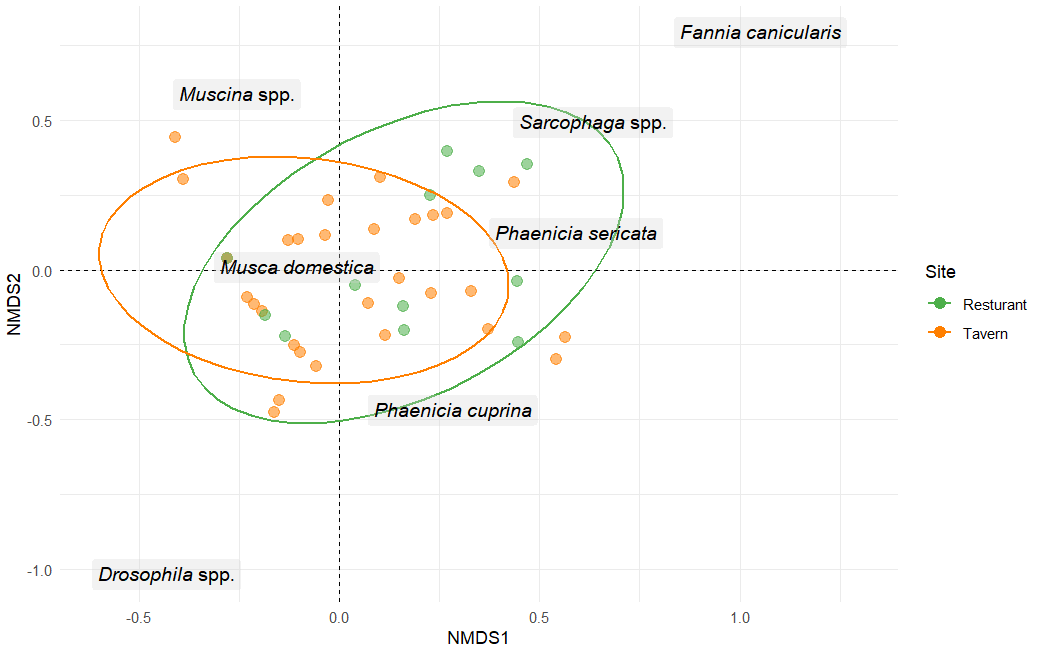 Fannia canicularis
Muscina spp.
Sarcophaga spp.
Phaenicia sericata
Musca domestica
Phaenicia cuprina
Drosophila spp.
0.5
0.0
-0.5
-1.0
NMDS2
-0.5
0.0
0.5
1.0
NMDS1
Site
Resturant
Tavern